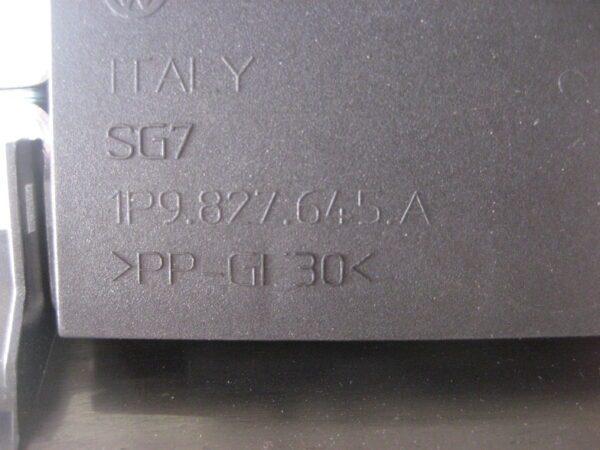 ITALY
SG7
1P9.827.645.A
>PP-GF30<